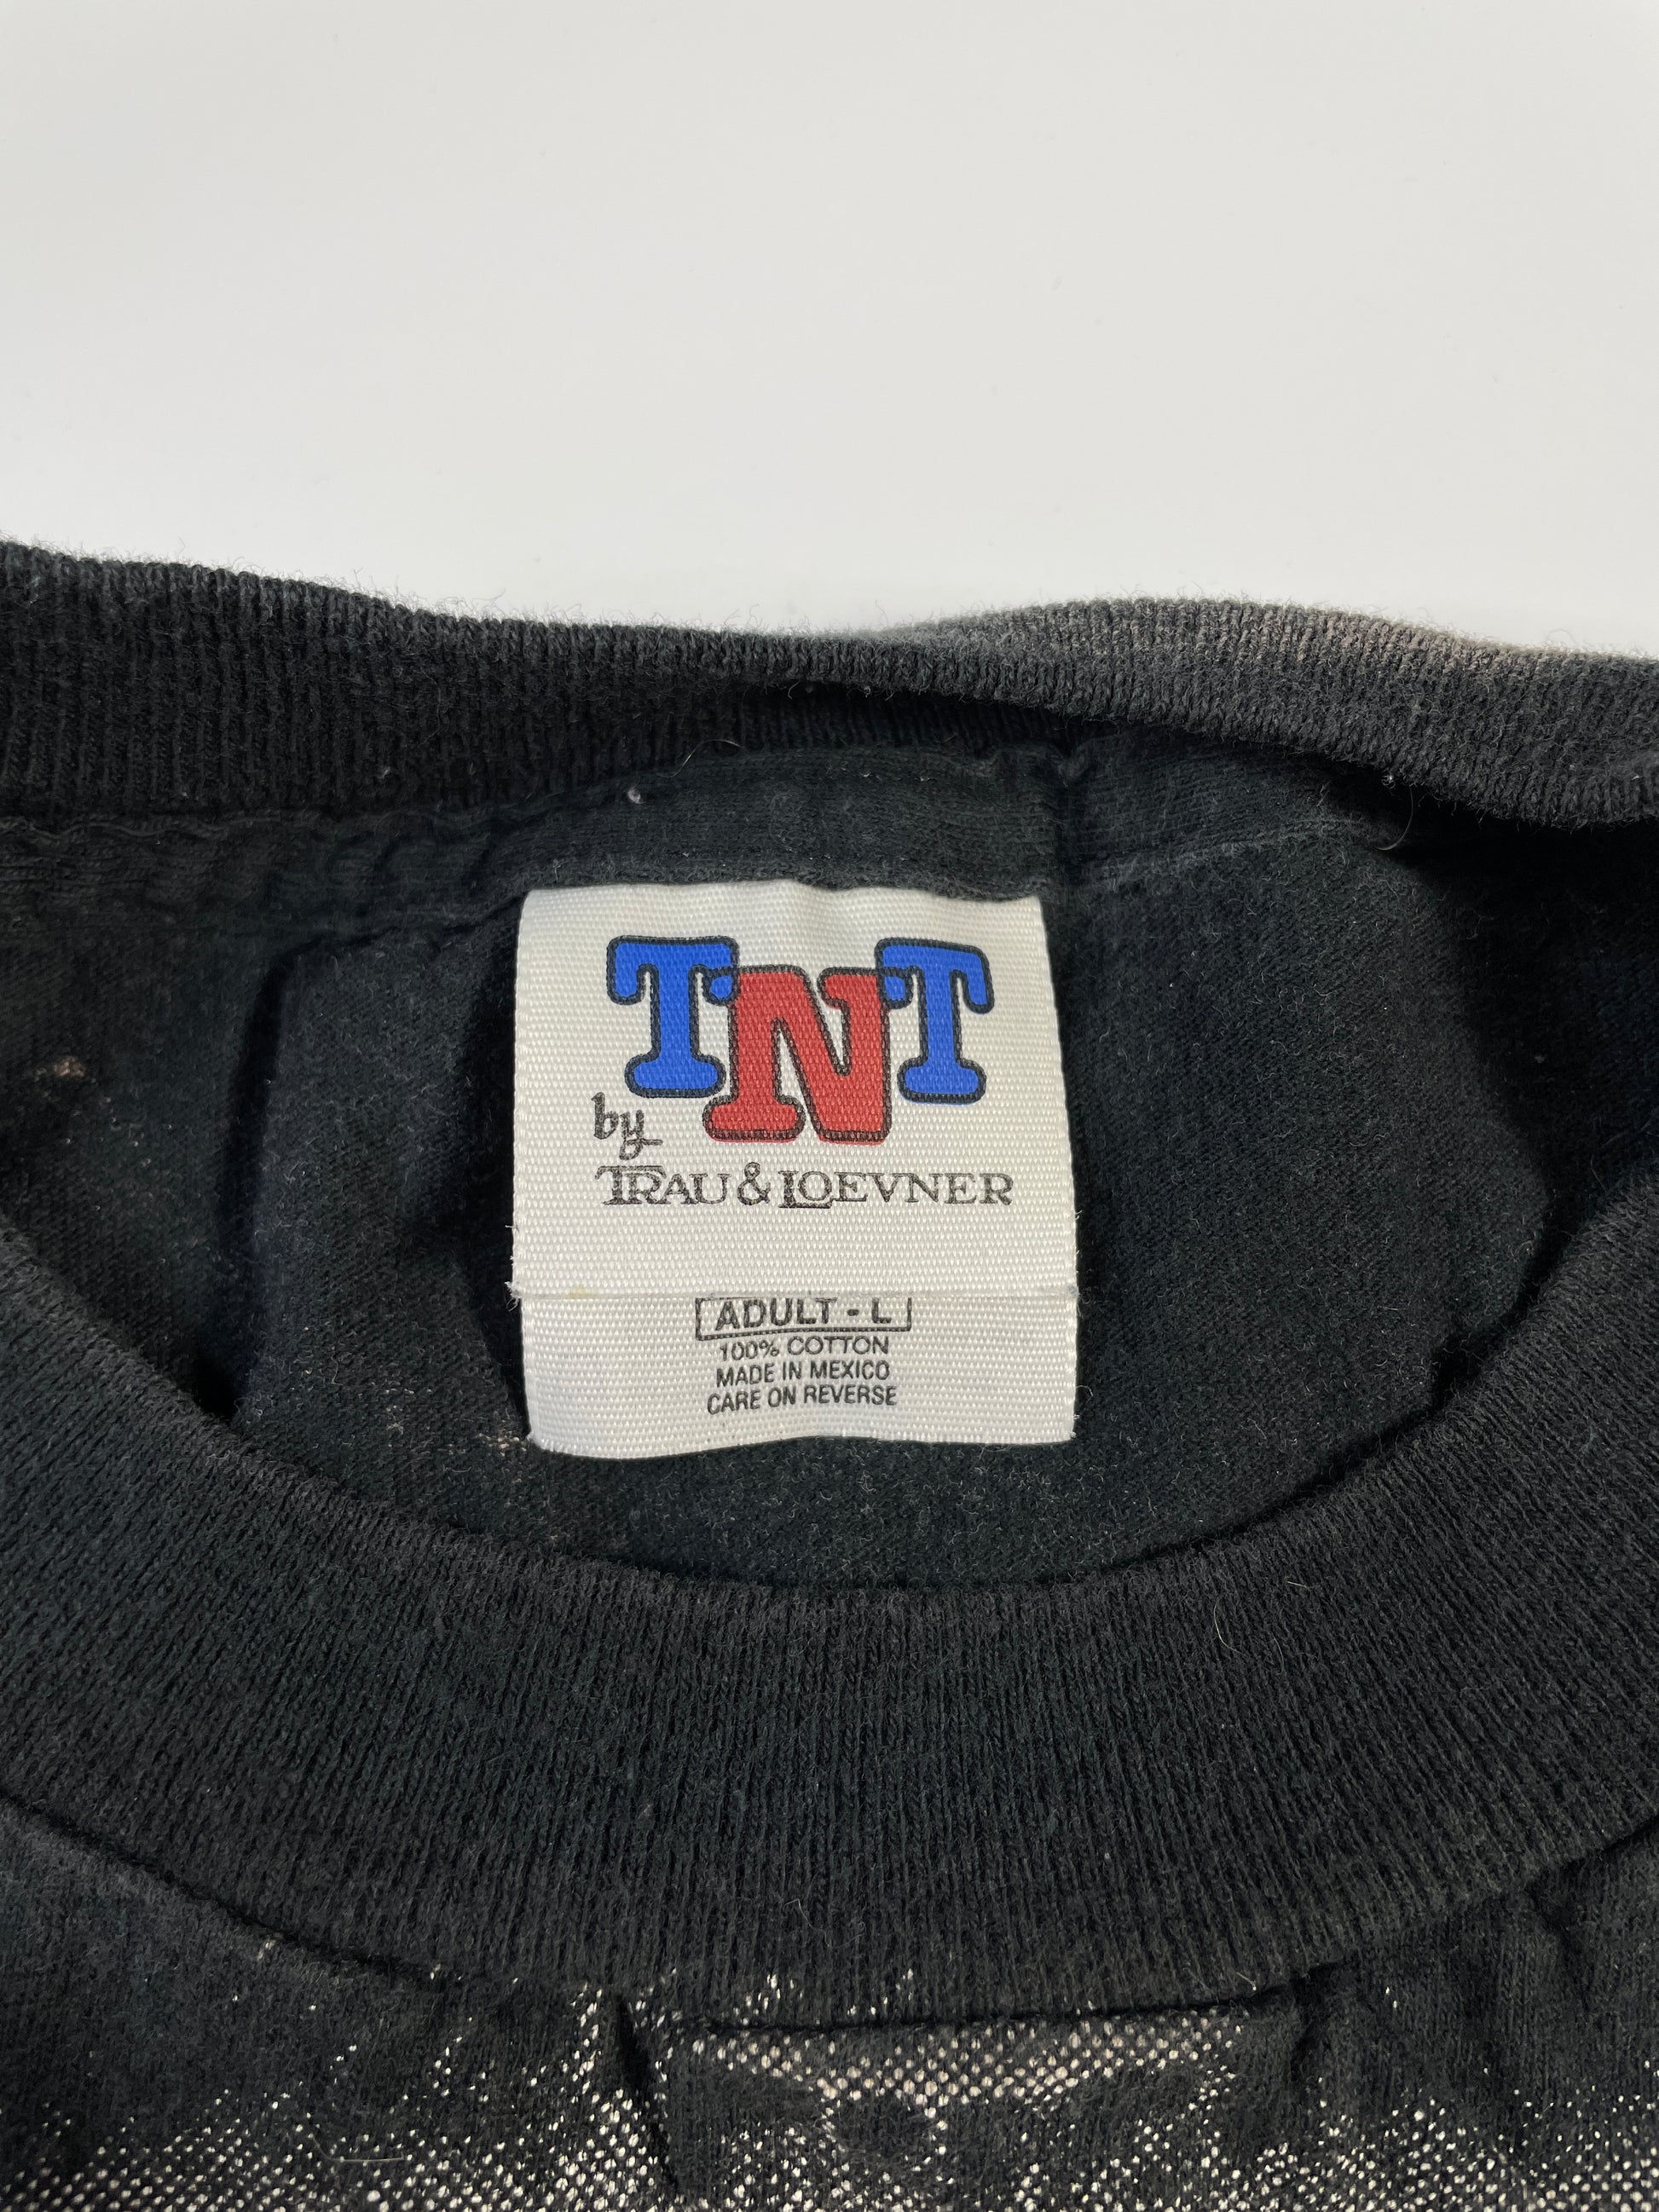 TNT
by
TRAU & LOEVNER
ADULT - L
100% COTTON
MADE IN MEXICO
CARE ON REVERSE